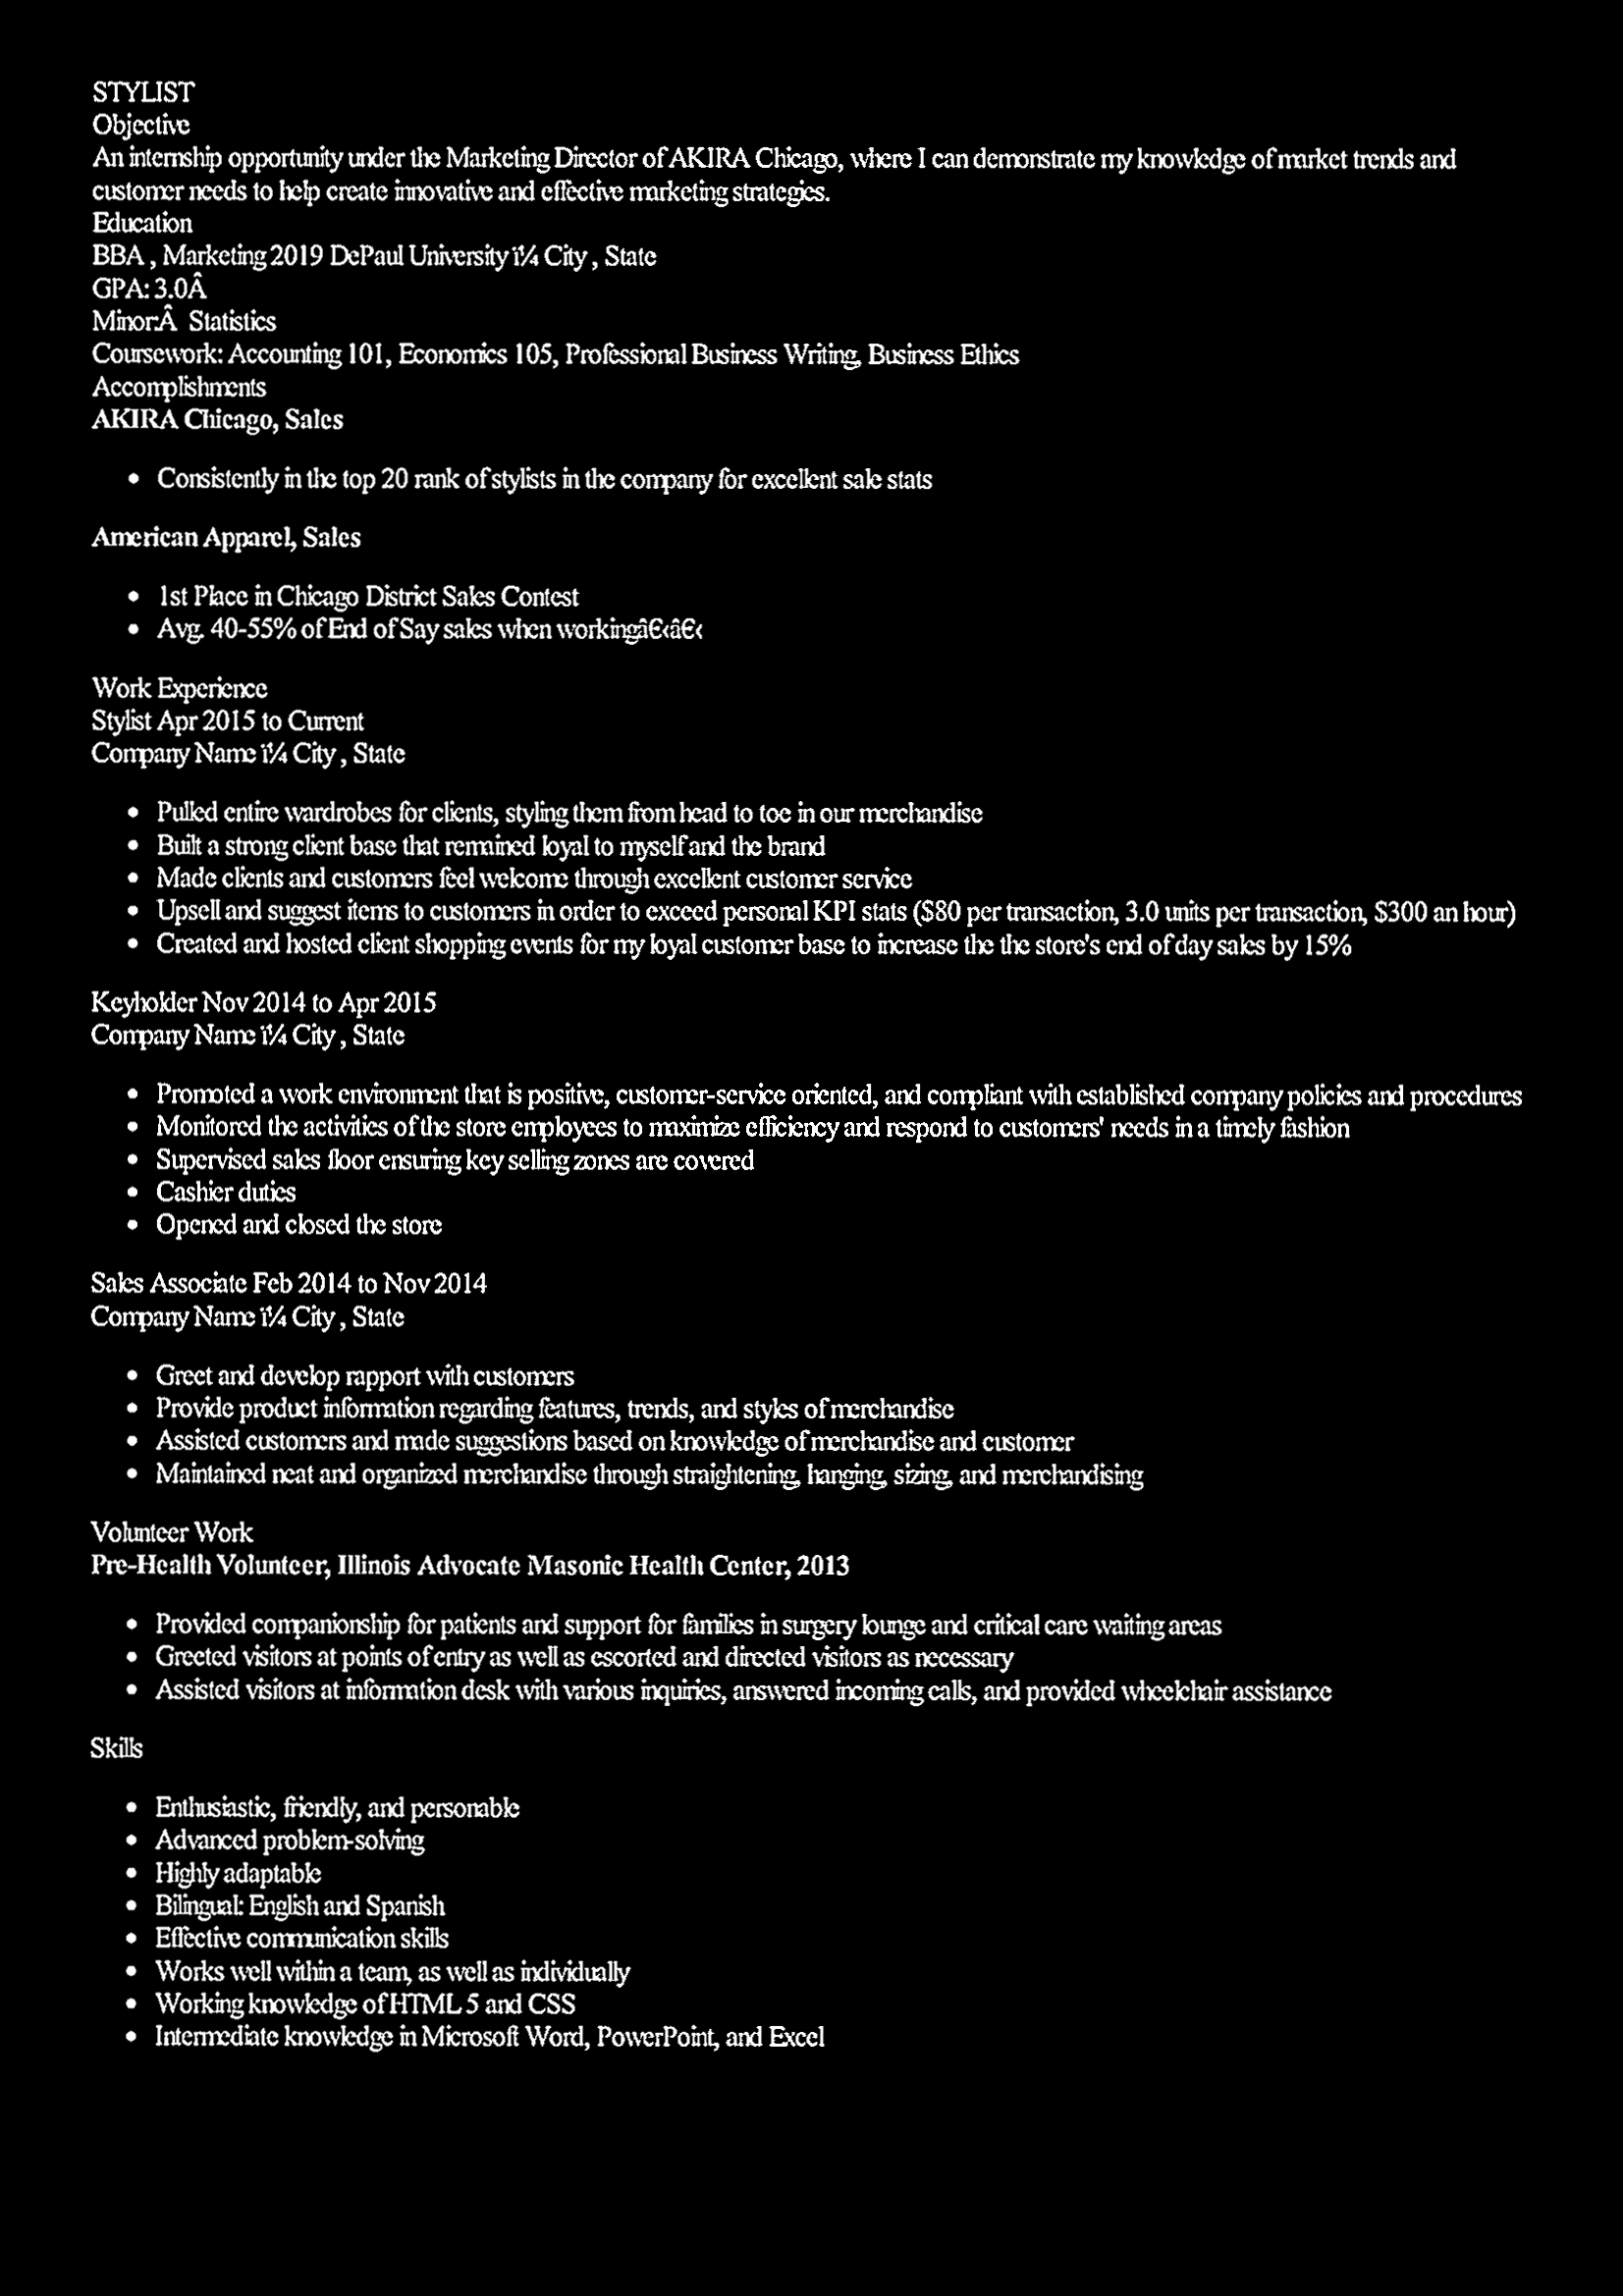 STYLIST
Objective
An internship opportunity under the Marketing Director of AKIRA Chicago, where I can demonstrate my knowledge of market trends and
customer needs to help create innovative and effective marketing strategies.
Education
BBA , Marketing 2019 DePaul University ï¼ City , State
GPA: 3.0Â
Minor:Â  Statistics
Coursework: Accounting 101, Economics 105, Professional Business Writing, Business Ethics
Accomplishments
AKIRA Chicago, Sales
• Consistently in the top 20 rank of stylists in the company for excellent sale stats
American Apparel, Sales
• 1st Place in Chicago District Sales Contest
• Avg. 40-55% of End of Say sales when workingâ€‹â€‹
Work Experience
Stylist Apr 2015 to Current
Company Name ï¼ City , State
• Pulled entire wardrobes for clients, styling them from head to toe in our merchandise
• Built a strong client base that remained loyal to myself and the brand
• Made clients and customers feel welcome through excellent customer service
• Upsell and suggest items to customers in order to exceed personal KPI stats ($80 per transaction, 3.0 units per transaction, $300 an hour)
• Created and hosted client shopping events for my loyal customer base to increase the the store's end of day sales by 15%
Keyholder Nov 2014 to Apr 2015
Company Name ï¼ City , State
• Promoted a work environment that is positive, customer-service oriented, and compliant with established company policies and procedures
• Monitored the activities of the store employees to maximize efficiency and respond to customers' needs in a timely fashion
• Supervised sales floor ensuring key selling zones are covered
• Cashier duties
• Opened and closed the store
Sales Associate Feb 2014 to Nov 2014
Company Name ï¼ City , State
• Greet and develop rapport with customers
• Provide product information regarding features, trends, and styles of merchandise
• Assisted customers and made suggestions based on knowledge of merchandise and customer
• Maintained neat and organized merchandise through straightening, hanging, sizing, and merchandising
Volunteer Work
Pre-Health Volunteer, Illinois Advocate Masonic Health Center, 2013
• Provided companionship for patients and support for families in surgery lounge and critical care waiting areas
• Greeted visitors at points of entry as well as escorted and directed visitors as necessary
• Assisted visitors at information desk with various inquiries, answered incoming calls, and provided wheelchair assistance
Skills
• Enthusiastic, friendly, and personable
• Advanced problem-solving
• Highly adaptable
• Bilingual: English and Spanish
• Effective communication skills
• Works well within a team, as well as individually
• Working knowledge of HTML 5 and CSS
• Intermediate knowledge in Microsoft Word, PowerPoint, and Excel